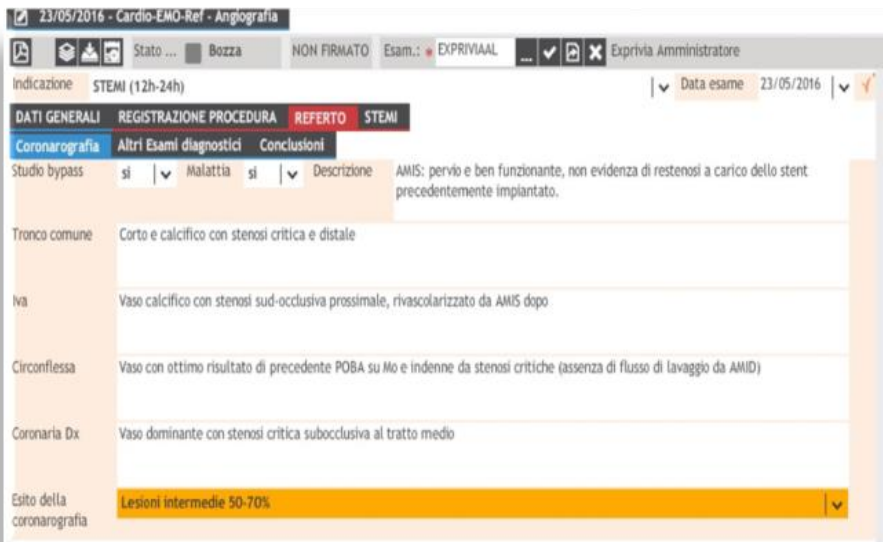 23/05/2016 - Cardio-EMO-Ref - Angiografia
Stato ... Bozza NON FIRMATO Esam.: EXPRIVIAAL ... Exprivia Amministratore
Indicazione STEMI (12h-24h) Data esame 23/05/2016
DATI GENERALI REGISTRAZIONE PROCEDURA REFERTO STEMI
Coronarografia Altri Esami diagnostici Conclusioni
Studio bypass si Malattia si Descrizione AMIS: pervio e ben funzionante, non evidenza di restenosi a carico dello stent
precedentemente implantato.
Tronco comune Corto e calcifico con stenosi critica e distale
Iva Vaso calcifico con stenosi sud-occlusiva prossimale, rivascolarizzato da AMIS dopo
Circonflessa Vaso con ottimo risultato di precedente POBA su Mo e indenne da stenosi critiche (assenza di flusso di lavaggio da AMID)
Coronaria Dx Vaso dominante con stenosi critica subocclusiva al tratto medio
Esito della Lesioni intermedie 50-70%
coronarografia